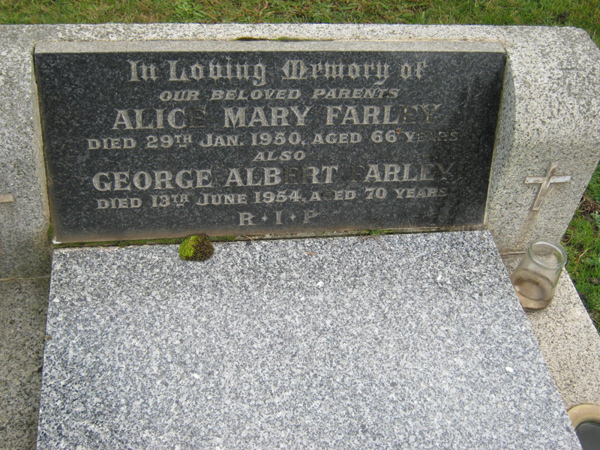 In Loving Memory of
OUR BELOVED PARENTS
ALICE MARY FARLEY
DIED 29TH JAN. 1950, AGED 66 YEARS
ALSO
GEORGE ALBERT FARLEY
DIED 13TH JUNE 1954, AGED 70 YEARS
R·I·P